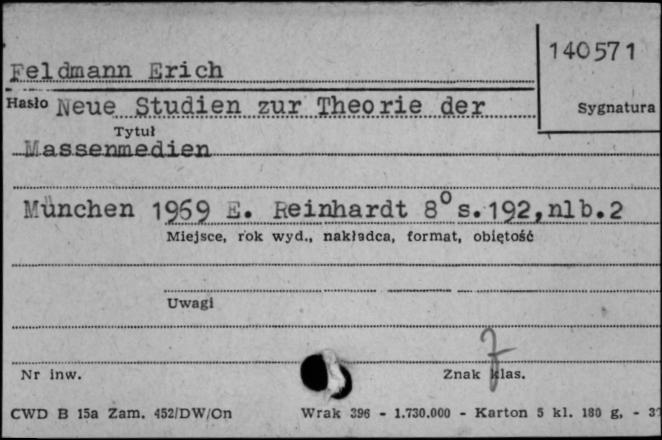 140571
Feldmann Erich
Hasło Neue Studien zur Theorie der
Sygnatura
Tytuł
Massenmedien
München 1969 E. Reinhardt 8° s.192,nlb.2
Miejsce, rok wyd., nakładca, format, objętość
Uwagi
Nr inw.
Znak klas.
CWD B 15a Zam. 452/DW/On Wrak 396 - 1.730.000 - Karton 5 kl. 180 g, -